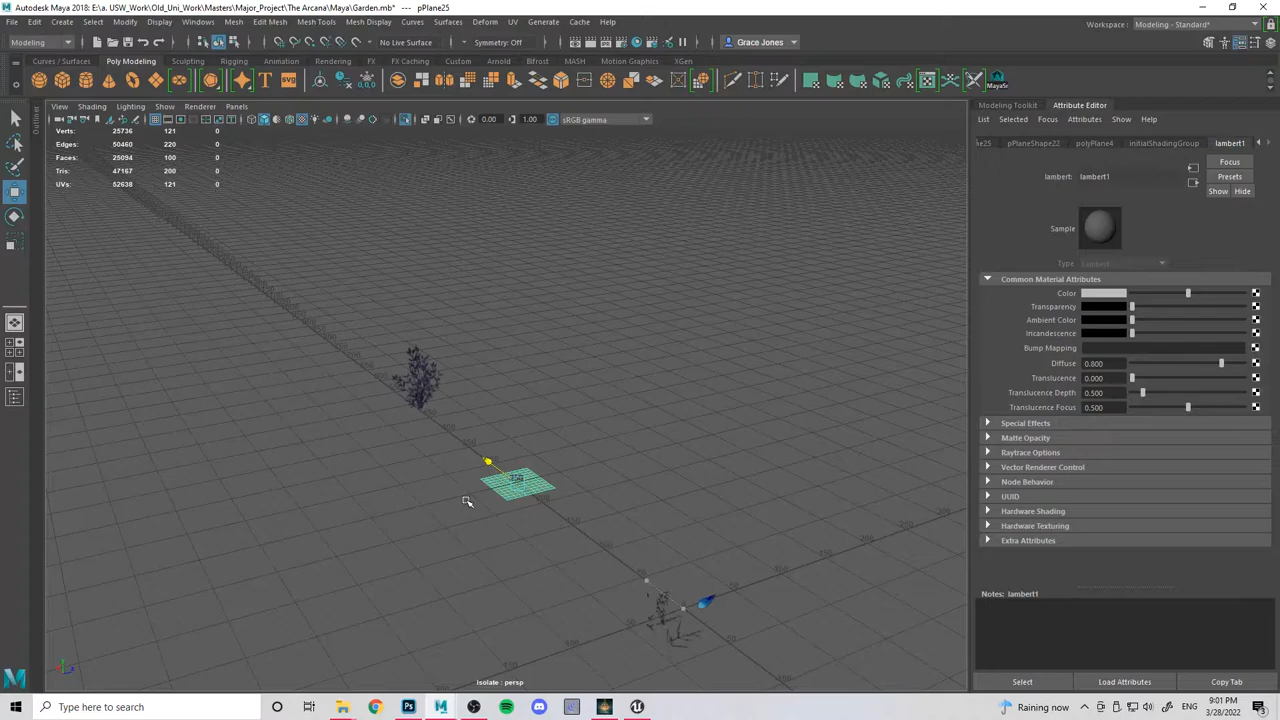 Autodesk Maya 2018: E:\a. USW_Work\Old_Uni_Work\Masters\Major_Project\The Arcana\Maya\Garden.mb* --- pPlane25
File Edit Create Select Modify Display Windows Mesh Edit Mesh Mesh Tools Mesh Display Curves Surfaces Deform UV Generate Cache Help
Workspace : Modeling - Standard*
Modeling No Live Surface Symmetry: Off Grace Jones
Curves / Surfaces Poly Modeling Sculpting Rigging Animation Rendering FX FX Caching Custom Arnold Bifrost MASH Motion Graphics XGen
View Shading Lighting Show Renderer Panels
0.00 1.00 sRGB gamma
Verts: 25736 121 0
Edges: 50460 220 0
Faces: 25094 100 0
Tris: 47167 200 0
UVs: 52638 121 0
Isolate : persp
Outliner
Modeling Toolkit Attribute Editor
List Selected Focus Attributes Show Help
pPlaneShape22 polyPlane4 initialShadingGroup lambert1
lambert: lambert1
Focus
Presets
Show Hide
Sample
Type Lambert
Common Material Attributes
Color
Transparency
Ambient Color
Incandescence
Bump Mapping
Diffuse 0.800
Translucence 0.000
Translucence Depth 0.500
Translucence Focus 0.500
Special Effects
Matte Opacity
Raytrace Options
Vector Renderer Control
Node Behavior
UUID
Hardware Shading
Hardware Texturing
Extra Attributes
Notes: lambert1
Select Load Attributes Copy Tab
Type here to search
Raining now
9:01 PM
3/28/2022